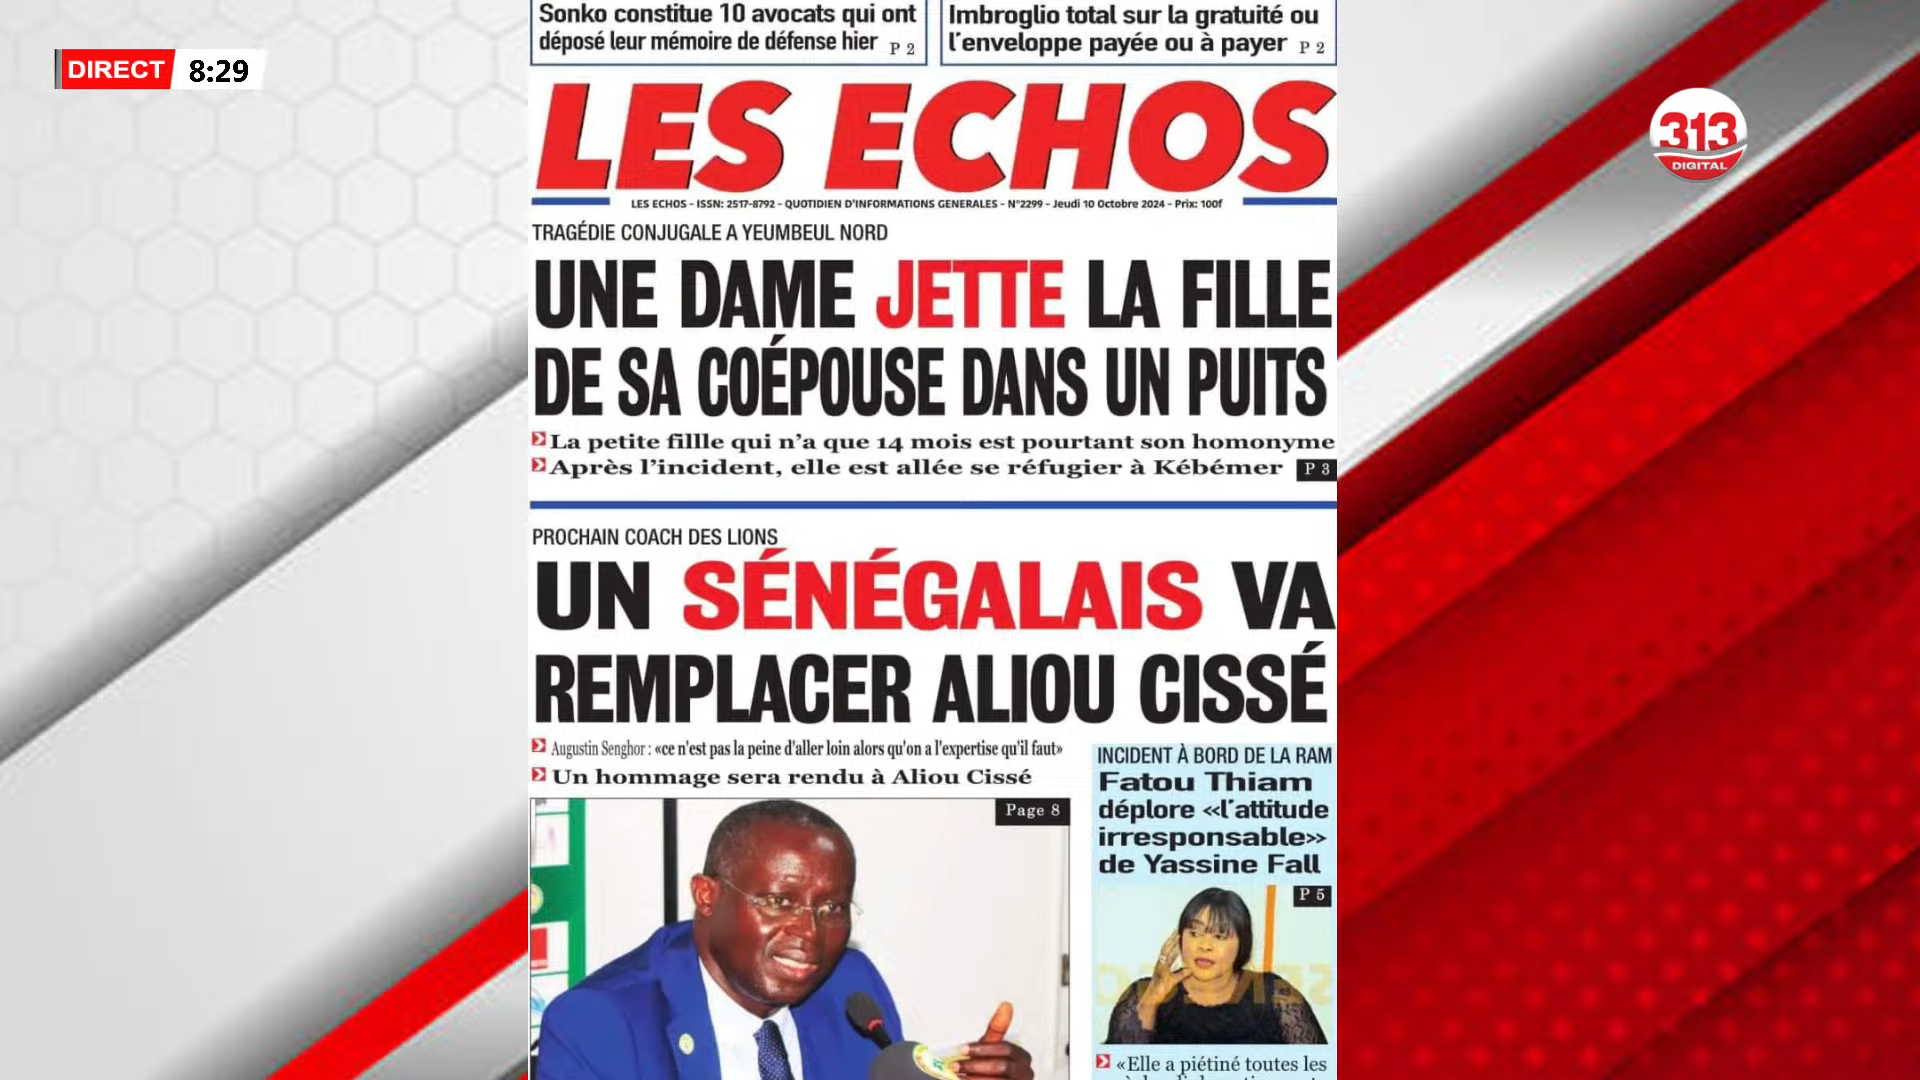 DIRECT 8:29
Sonko constitue 10 avocats qui ont
déposé leur mémoire de défense hier P 2
Imbroglio total sur la gratuité ou
l'enveloppe payée ou à payer P 2
313
DIGITAL
LES ECHOS
LES ECHOS - ISSN: 2517-8792 - QUOTIDIEN D'INFORMATIONS GENERALES - N°2299 - Jeudi 10 Octobre 2024 - Prix: 100f
TRAGÉDIE CONJUGALE A YEUMBEUL NORD
UNE DAME JETTE LA FILLE
DE SA COÉPOUSE DANS UN PUITS
La petite fillle qui n'a que 14 mois est pourtant son homonyme
Après l'incident, elle est allée se réfugier à Kébémer P 3
PROCHAIN COACH DES LIONS
UN SÉNÉGALAIS VA
REMPLACER ALIOU CISSÉ
Augustin Senghor : «ce n'est pas la peine d'aller loin alors qu'on a l'expertise qu'il faut»
Un hommage sera rendu à Aliou Cissé
Page 8
INCIDENT À BORD DE LA RAM
Fatou Thiam
déplore «l'attitude
irresponsable»
de Yassine Fall
P 5
«Elle a piétiné toutes les